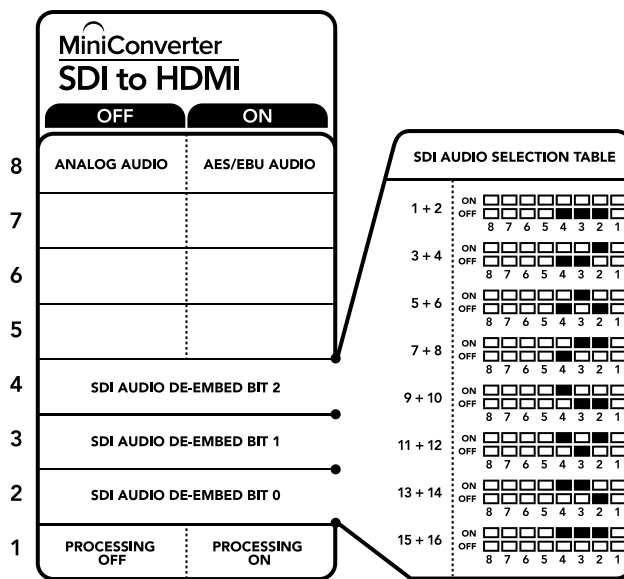 MiniConverter
SDI to HDMI
OFF ON
8 ANALOG AUDIO AES/EBU AUDIO
7
6
5
4 SDI AUDIO DE-EMBED BIT 2
3 SDI AUDIO DE-EMBED BIT 1
2 SDI AUDIO DE-EMBED BIT 0
1 PROCESSING OFF PROCESSING ON
SDI AUDIO SELECTION TABLE
1 + 2 ON
OFF
8 7 6 5 4 3 2 1
3 + 4 ON
OFF
8 7 6 5 4 3 2 1
5 + 6 ON
OFF
8 7 6 5 4 3 2 1
7 + 8 ON
OFF
8 7 6 5 4 3 2 1
9 + 10 ON
OFF
8 7 6 5 4 3 2 1
11 + 12 ON
OFF
8 7 6 5 4 3 2 1
13 + 14 ON
OFF
8 7 6 5 4 3 2 1
15 + 16 ON
OFF
8 7 6 5 4 3 2 1